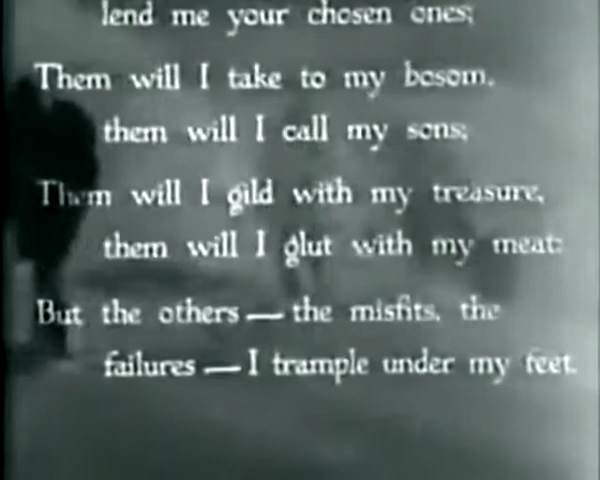 lend me your chosen ones;
Them will I take to my bosom,
them will I call my sons;
Them will I gild with my treasure,
them will I glut with my meat;
But the others — the misfits, the
failures — I trample under my feet.